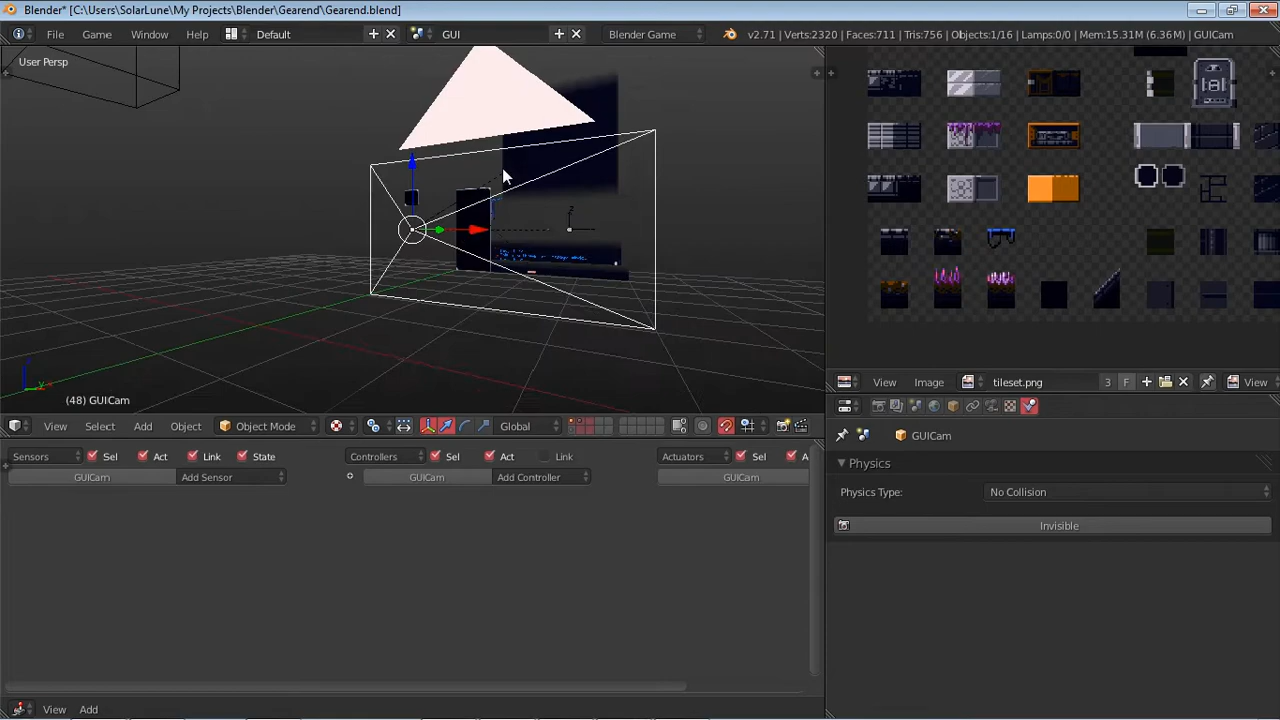 Blender* [C:\Users\SolarLune\My Projects\Blender\Gearend\Gearend.blend]
File Game Window Help Default GUI Blender Game v2.71 | Verts:2320 | Faces:711 | Tris:756 | Objects:1/16 | Lamps:0/0 | Mem:15.31M (6.36M) | GUICam
User Persp
z
z
y
(48) GUICam
View Image tileset.png 3 F View
GUICam
View Select Add Object Object Mode Global
Sensors Sel Act Link State Controllers Sel Act Link Actuators Sel A
GUICam Add Sensor GUICam Add Controller GUICam
Physics
Physics Type: No Collision
Invisible
View Add